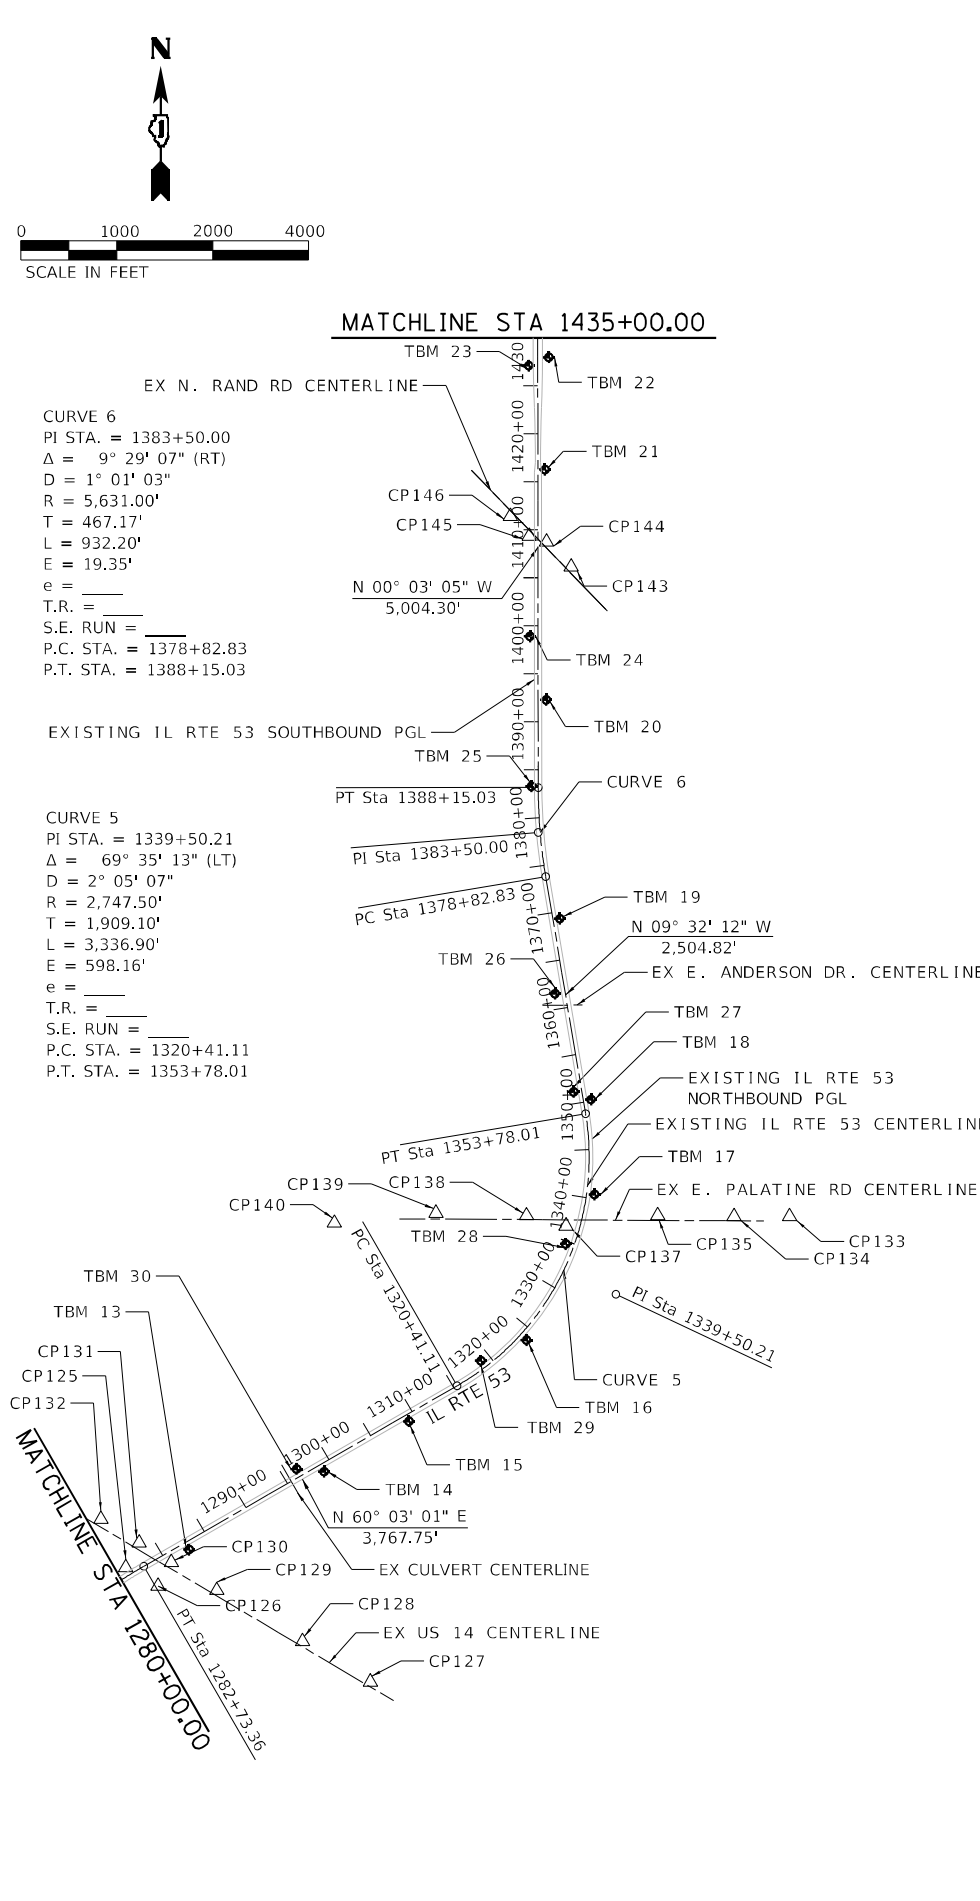 N
0 1000 2000 4000
SCALE IN FEET
MATCHLINE STA 1435+00.00
TBM 23
1430
TBM 22
EX N. RAND RD CENTERLINE
CURVE 6
PI STA. = 1383+50.00
Δ = 9° 29' 07" (RT)
D = 1° 01' 03"
R = 5,631.00'
T = 467.17'
L = 932.20'
E = 19.35'
e = ____
T.R. = ____
S.E. RUN = ____
P.C. STA. = 1378+82.83
P.T. STA. = 1388+15.03
1420+00
TBM 21
CP146
CP145
1410+00
CP144
CP143
N 00° 03' 05" W
5,004.30'
1400+00
TBM 24
TBM 20
EXISTING IL RTE 53 SOUTHBOUND PGL
1390+00
TBM 25
CURVE 6
PT Sta 1388+15.03
1380+00
PI Sta 1383+50.00
PC Sta 1378+82.83
CURVE 5
PI STA. = 1339+50.21
Δ = 69° 35' 13" (LT)
D = 2° 05' 07"
R = 2,747.50'
T = 1,909.10'
L = 3,336.90'
E = 598.16'
e = ____
T.R. = ____
S.E. RUN = ____
P.C. STA. = 1320+41.11
P.T. STA. = 1353+78.01
TBM 19
1370+00
N 09° 32' 12" W
2,504.82'
TBM 26
EX E. ANDERSON DR. CENTERLINE
1360+00
TBM 27
TBM 18
EXISTING IL RTE 53
NORTHBOUND PGL
1350+00
EXISTING IL RTE 53 CENTERLINE
PT Sta 1353+78.01
TBM 17
CP139
CP138
1340+00
EX E. PALATINE RD CENTERLINE
CP140
TBM 28
CP137
CP135
CP134
CP133
PC Sta 1320+41.11
TBM 30
1330+00
PI Sta 1339+50.21
TBM 13
CP131
CP125
CP132
1320+00
CURVE 5
IL RTE 53
1310+00
TBM 16
TBM 29
1300+00
TBM 15
TBM 14
1290+00
N 60° 03' 01" E
3,767.75'
CP130
CP129
EX CULVERT CENTERLINE
CP126
CP128
EX US 14 CENTERLINE
CP127
PT Sta 1282+73.36
MATCHLINE STA 1280+00.00